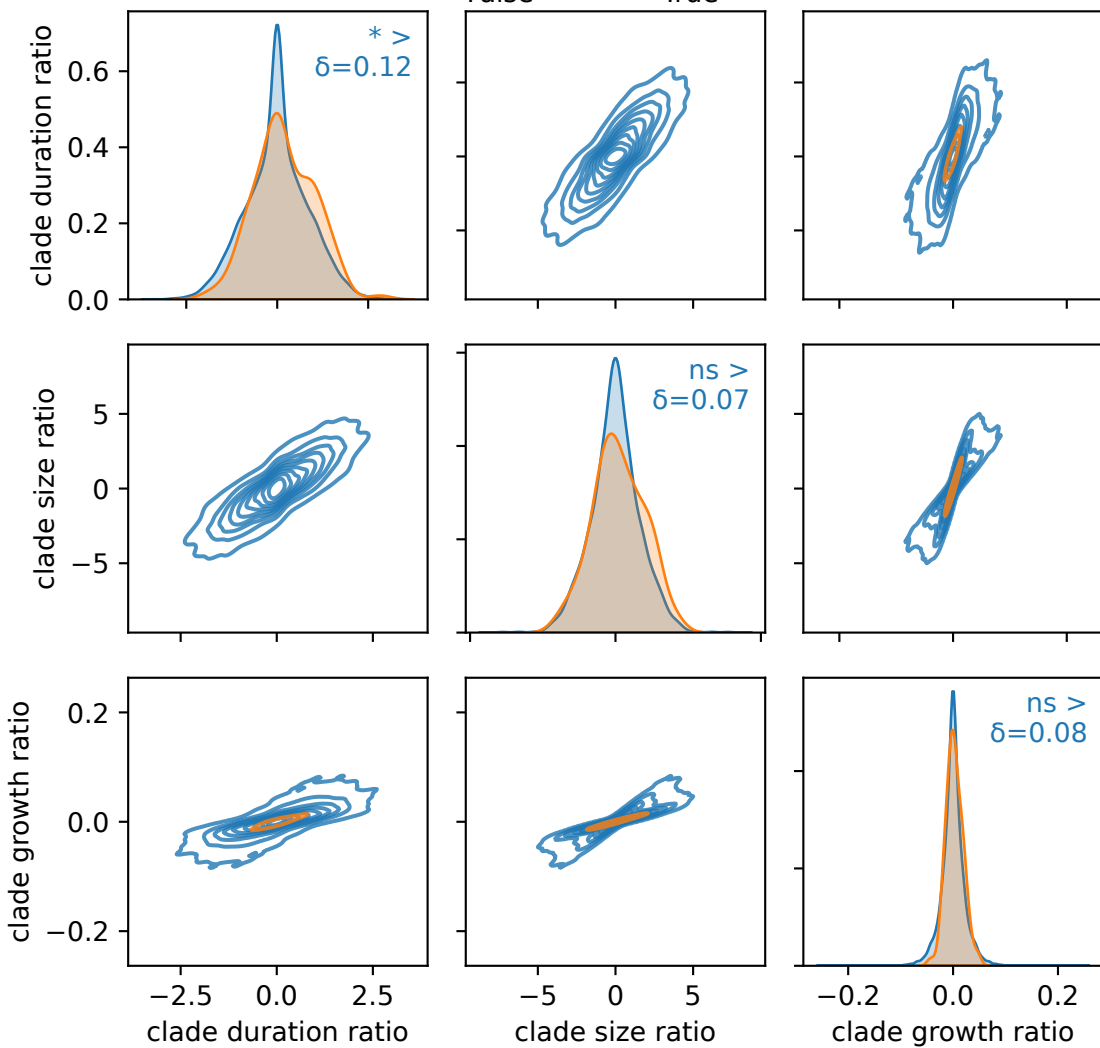 clade duration ratio
0.6
0.4
0.2
0.0
* >
δ=0.12
clade size ratio
5
0
−5
ns >
δ=0.07
clade growth ratio
0.2
0.0
−0.2
ns >
δ=0.08
−2.5 0.0 2.5
−5 0 5
−0.2 0.0 0.2
clade duration ratio
clade size ratio
clade growth ratio